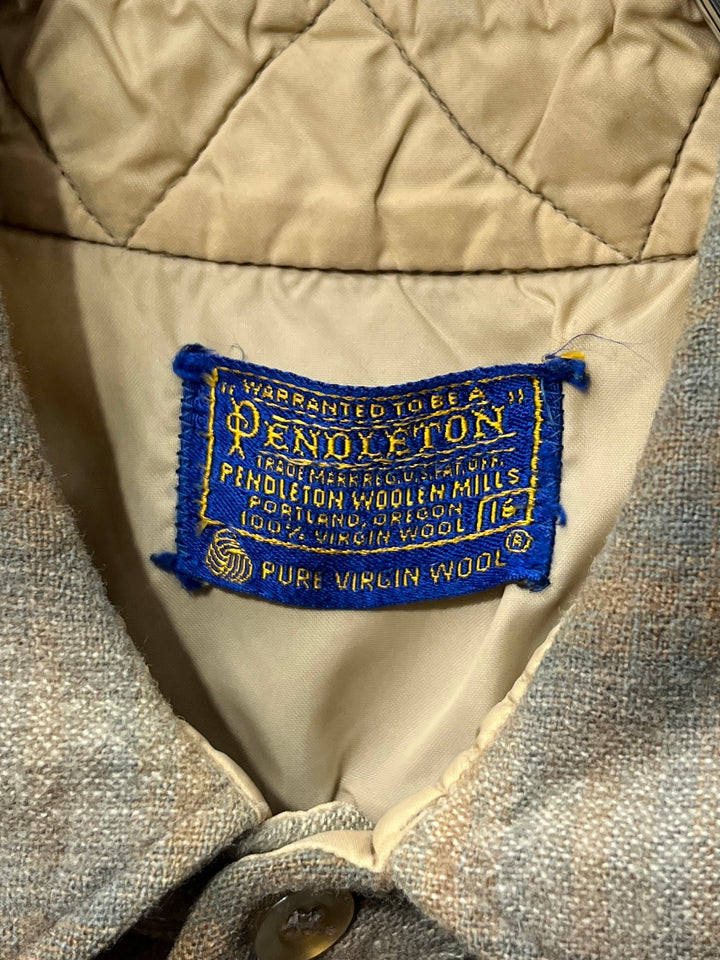 "WARRANTED TO BE A
PENDLETON"
TRADE MARK REG. U.S. PAT. OFF.
PENDLETON WOOLEN MILLS
PORTLAND, OREGON
100% VIRGIN WOOL 16
PURE VIRGIN WOOL®